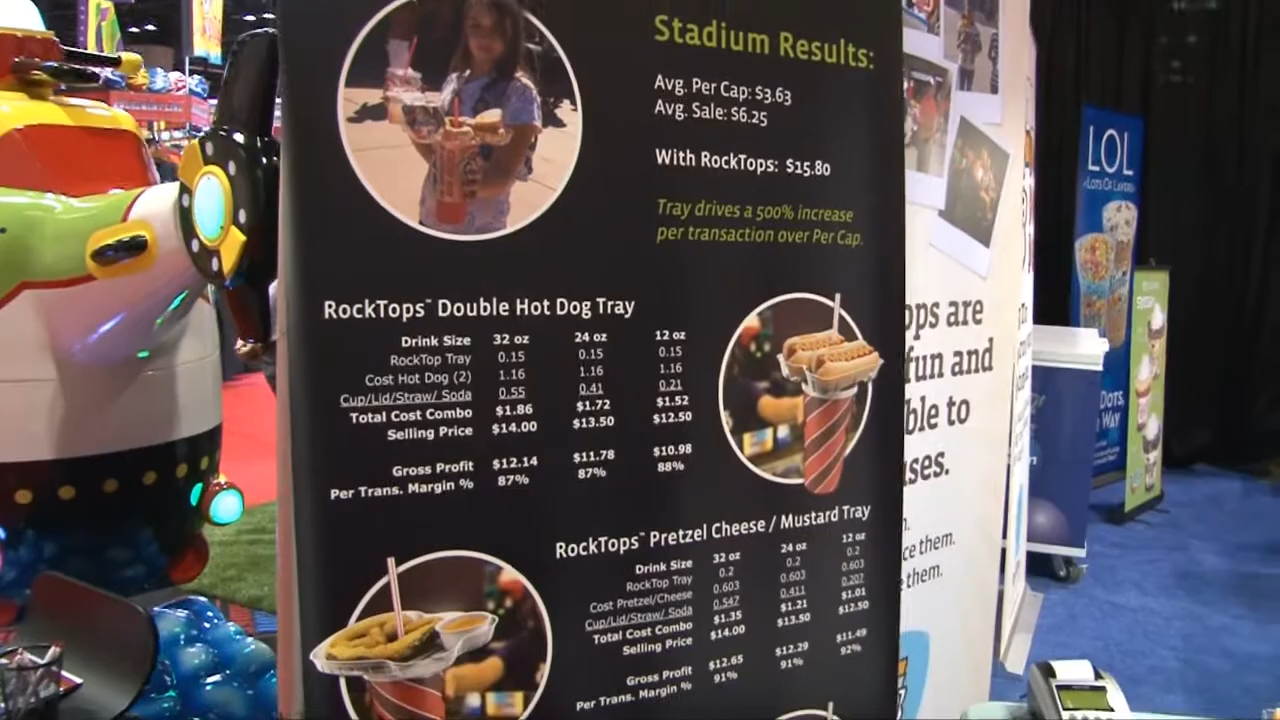 Stadium Results:
Avg. Per Cap: $3.63
Avg. Sale: $6.25
With RockTops: $15.80
Tray drives a 500% increase
per transaction over Per Cap.
RockTops™ Double Hot Dog Tray
Drink Size 32 oz 24 oz 12 oz
RockTop Tray 0.15 0.15 0.15
Cost Hot Dog (2) 1.16 1.16 1.16
Cup/Lid/Straw/ Soda 0.55 0.41 0.21
Total Cost Combo $1.86 $1.72 $1.52
Selling Price $14.00 $13.50 $12.50
Gross Profit $12.14 $11.78 $10.98
Per Trans. Margin % 87% 87% 88%
RockTops™ Pretzel Cheese / Mustard Tray
Drink Size 32 oz 24 oz 12 oz
RockTop Tray 0.2 0.2 0.2
Cost Pretzel/Cheese 0.603 0.603 0.603
Cup/Lid/Straw/ Soda 0.547 0.411 0.207
Total Cost Combo $1.35 $1.21 $1.01
Selling Price $14.00 $13.50 $12.50
Gross Profit $12.65 $12.29 $11.49
Per Trans. Margin % 91% 91% 92%
ops are
fun and
ble to
ses.
n.
ce them.
them.
LOL
LOTS OF LAYERS
DOTS,
WAY